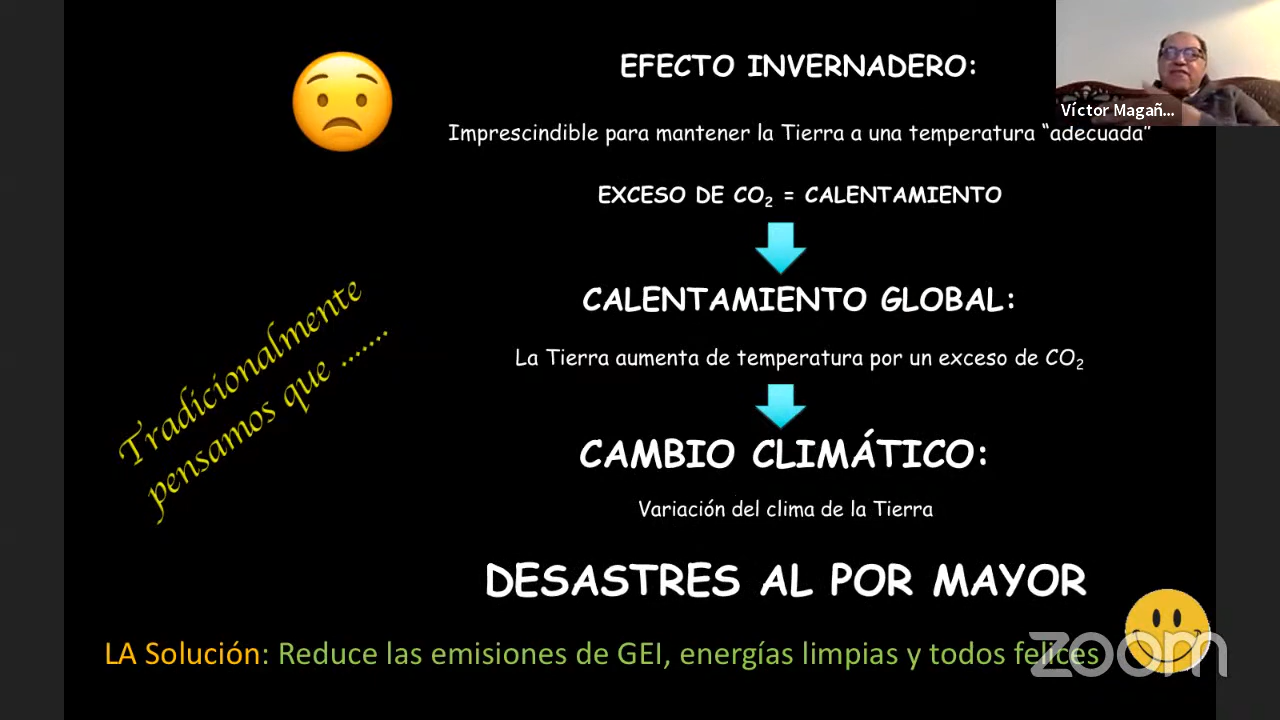 EFECTO INVERNADERO:
Víctor Magañ...
Imprescindible para mantener la Tierra a una temperatura “adecuada”
EXCESO DE CO₂ = CALENTAMIENTO
CALENTAMIENTO GLOBAL:
La Tierra aumenta de temperatura por un exceso de CO₂
Tradicionalmente
pensamos que .......
CAMBIO CLIMÁTICO:
Variación del clima de la Tierra
DESASTRES AL POR MAYOR
LA Solución: Reduce las emisiones de GEI, energías limpias y todos felices
zoom